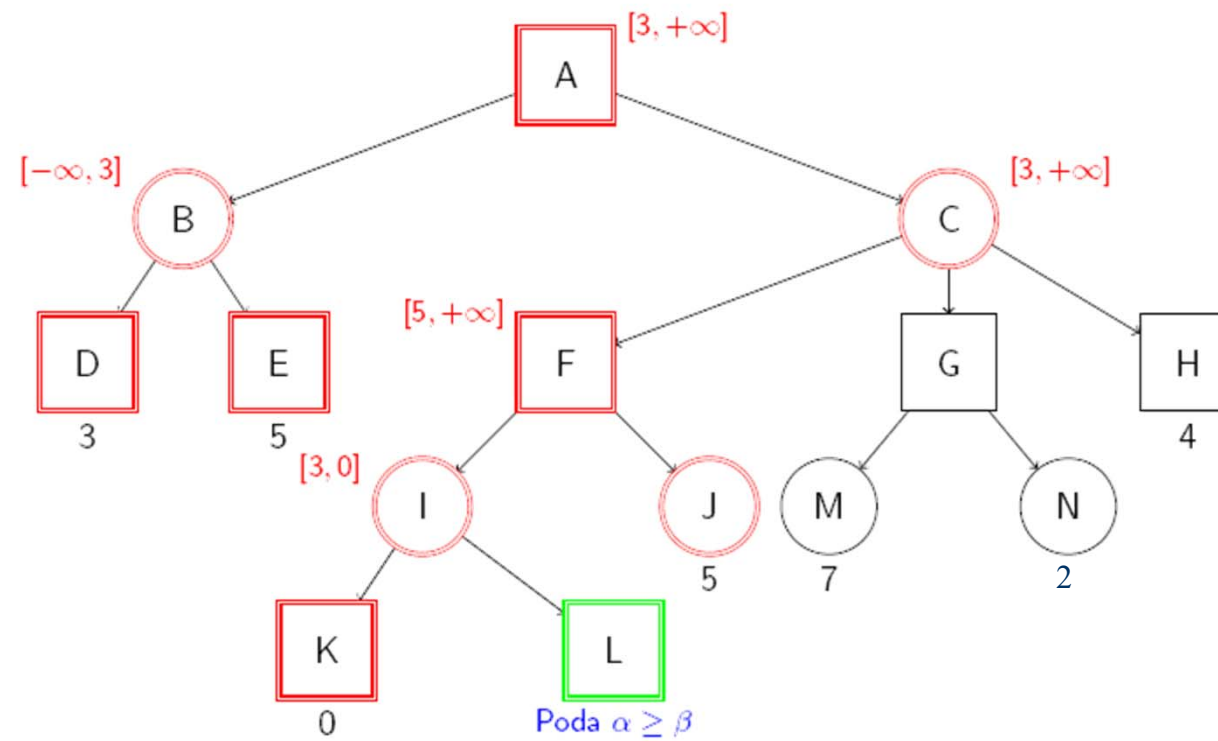 [3, +∞]
A
[−∞, 3]
[3, +∞]
B
C
[5, +∞]
D
E
F
G
H
3
5
4
[3, 0]
I
J
M
N
5
7
2
K
L
0
Poda α ≥ β